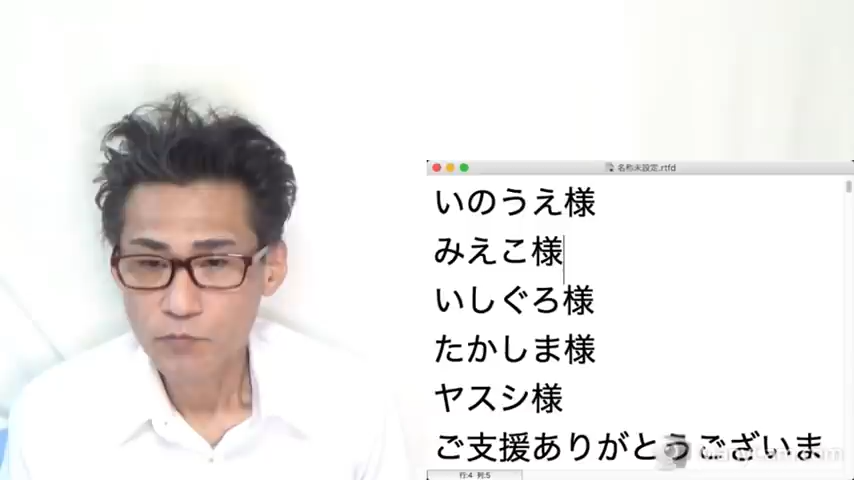 名称未設定.rtfd
いのうえ様
みえこ様
いしぐろ様
たかしま様
ヤスシ様
ご支援ありがとうございま
ManyCam.com
行:4 列:5